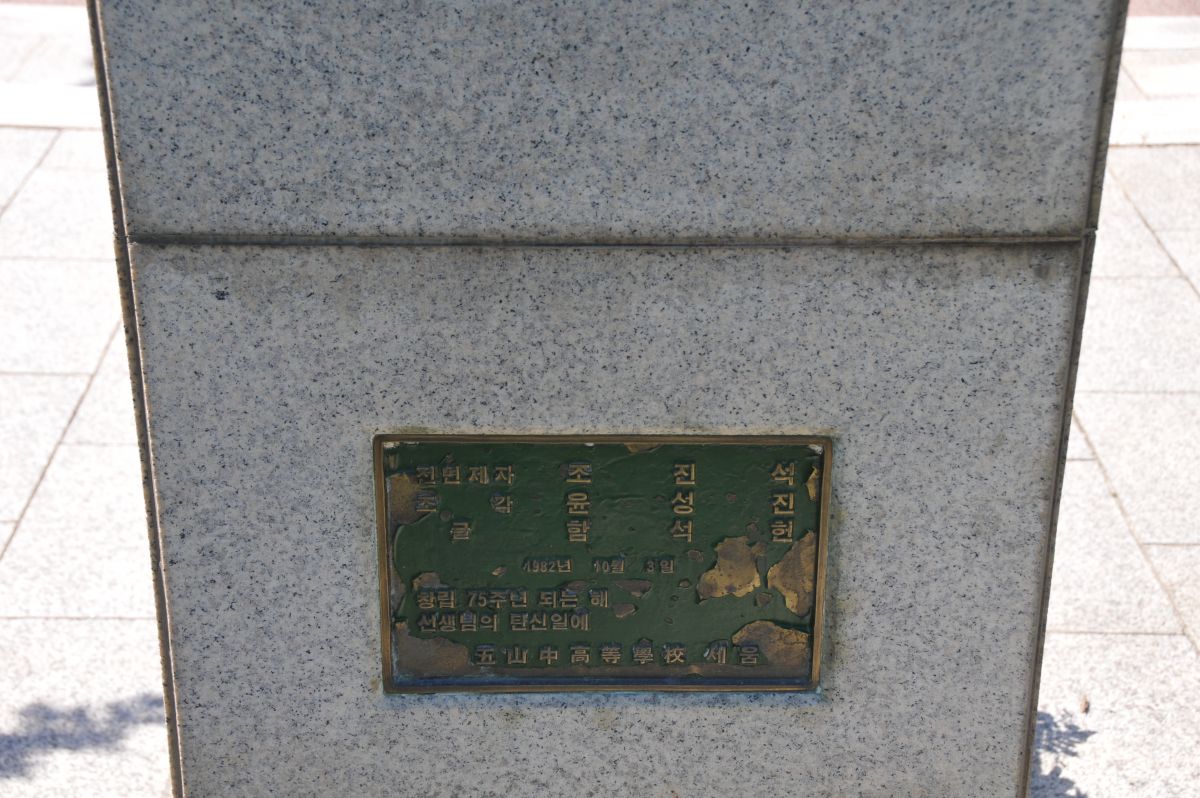 전면제자 조 진 석
조 각 윤 성 진
글 함 석 헌
1982년 10월 3일
창립 75주년 되는 해
선생님의 탄신일에
五山中高等學校 세움